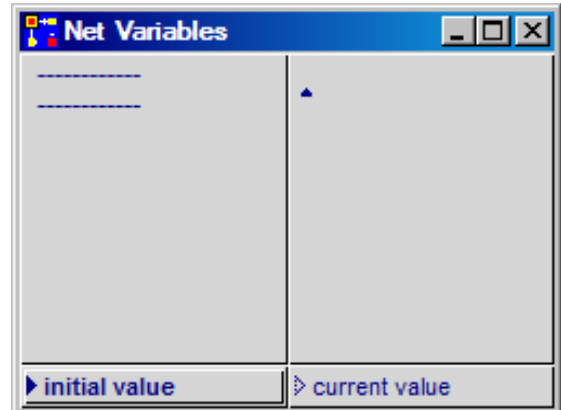 Net Variables
------------
------------
initial value
current value